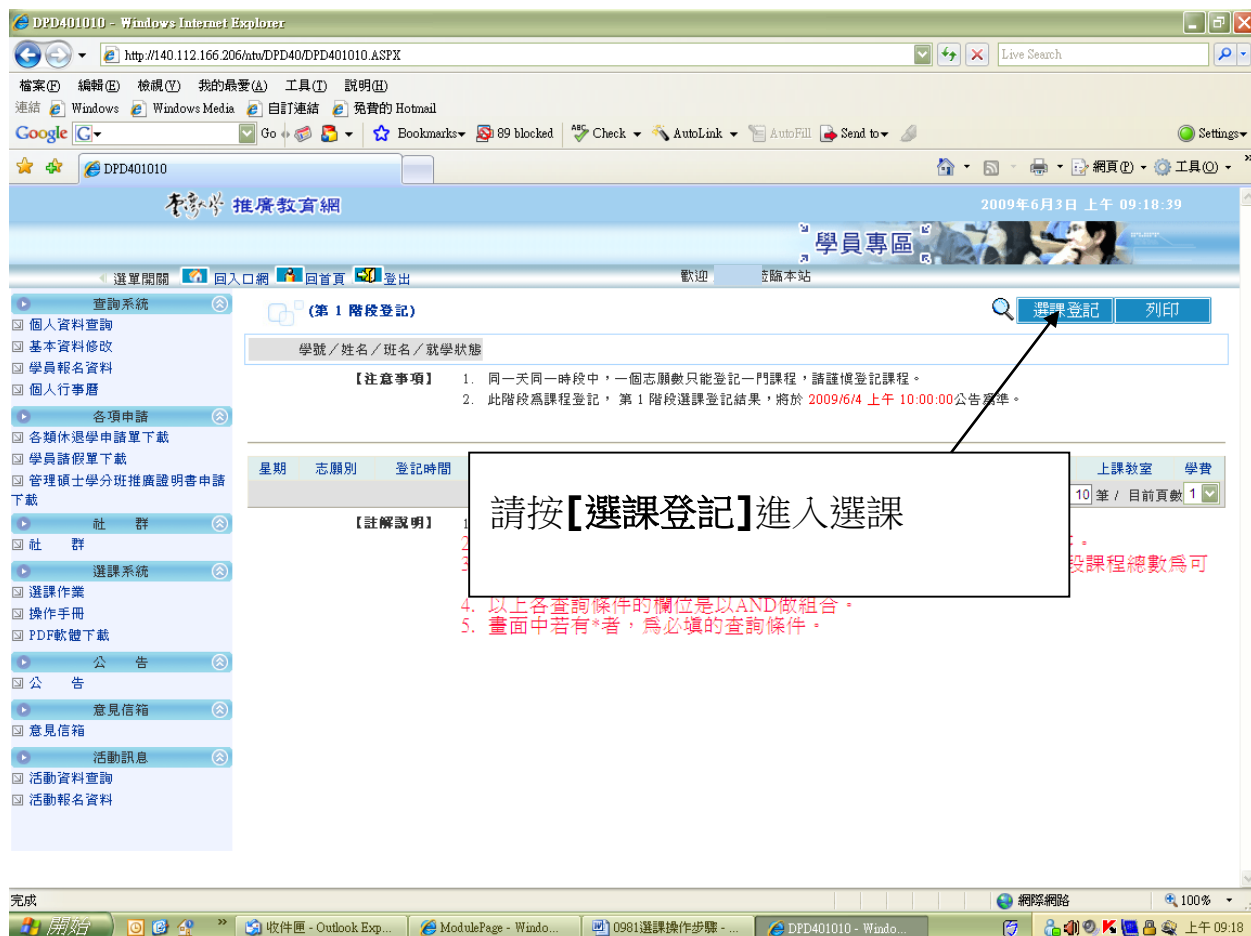 DPD401010 - Windows Internet Explorer
http://140.112.166.206/ntu/DPD40/DPD401010.ASPX
Live Search
檔案(F) 編輯(E) 檢視(V) 我的最愛(A) 工具(T) 說明(H)
連結 Windows Windows Media 自訂連結 免費的 Hotmail
Google G Go Bookmarks 89 blocked Check AutoLink AutoFill Send to Settings
DPD401010 網頁(P) 工具(O)
臺灣大學 推廣教育網 2009年6月3日 上午 09:18:39
學員專區
選單開關 回入口網 回首頁 登出 歡迎 蒞臨本站
查詢系統
個人資料查詢
基本資料修改
學員報名資料
個人行事曆
各項申請
各類休退學申請單下載
學員請假單下載
管理碩士學分班推廣證明書申請
下載
社 群
社 群
選課系統
選課作業
操作手冊
PDF軟體下載
公 告
公 告
意見信箱
意見信箱
活動訊息
活動資料查詢
活動報名資料
(第 1 階段登記) 選課登記 列印
學號／姓名／班名／就學狀態
【注意事項】 1. 同一天同一時段中，一個志願數只能登記一門課程，請謹慎登記課程。
2. 此階段為課程登記， 第 1 階段選課登記結果，將於 2009/6/4 上午 10:00:00公告為準。
星期 志願別 登記時間 上課教室 學費
10 筆 / 目前頁數 1
請按【選課登記】進入選課
【註解說明】 1
段課程總數為可
4. 以上各查詢條件的欄位是以AND做組合。
5. 畫面中若有*者，為必填的查詢條件。
完成 網際網路 100%
開始 收件匣 - Outlook Exp... ModulePage - Windo... 0981選課操作步驟 - ... DPD401010 - Windo... 上午 09:18